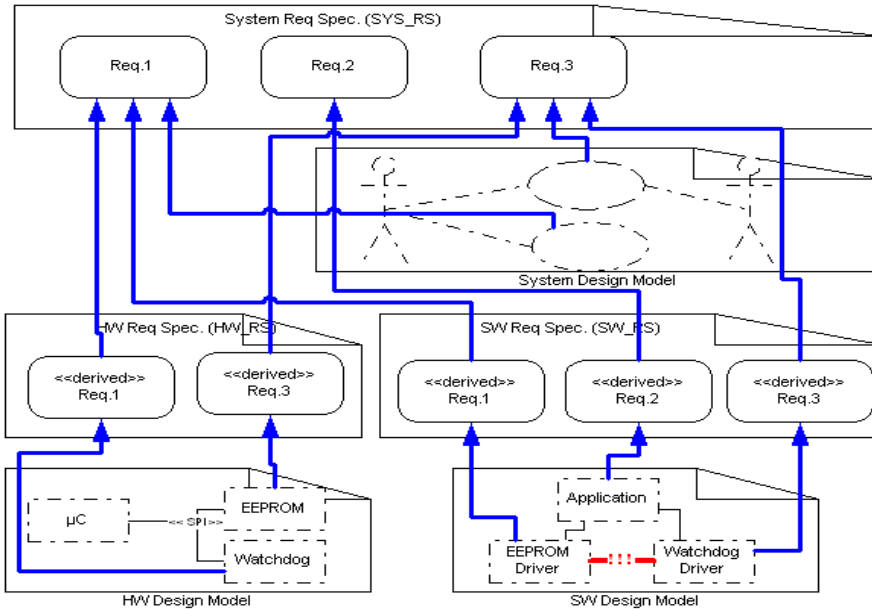 System Req Spec. (SYS_RS)
Req.1
Req.2
Req.3
System Design Model
HW Req Spec. (HW_RS)
SW Req Spec. (SW_RS)
<<derived>>
Req.1
<<derived>>
Req.3
<<derived>>
Req.1
<<derived>>
Req.2
<<derived>>
Req.3
µC
<< SPI>>
EEPROM
Watchdog
Application
EEPROM
Driver
!!!
Watchdog
Driver
HW Design Model
SW Design Model